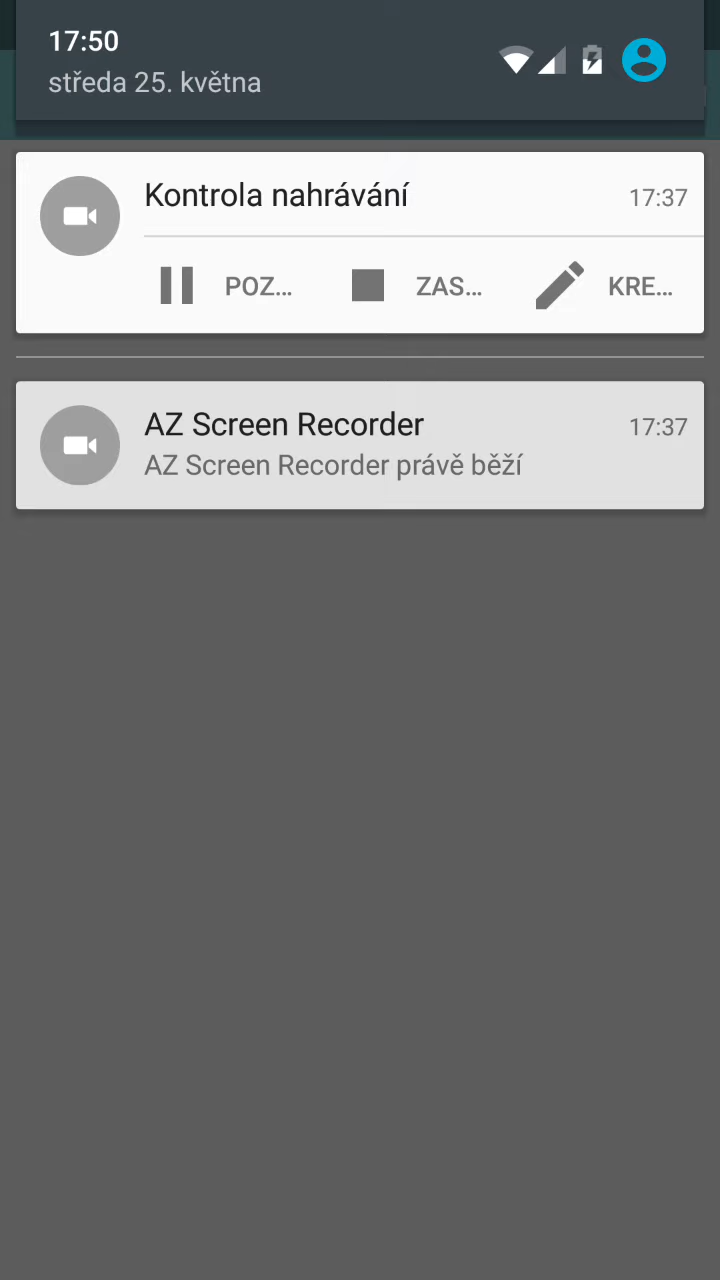 17:50
středa 25. května
Kontrola nahrávání 17:37
POZ… ZAS… KRE…
AZ Screen Recorder 17:37
AZ Screen Recorder právě běží